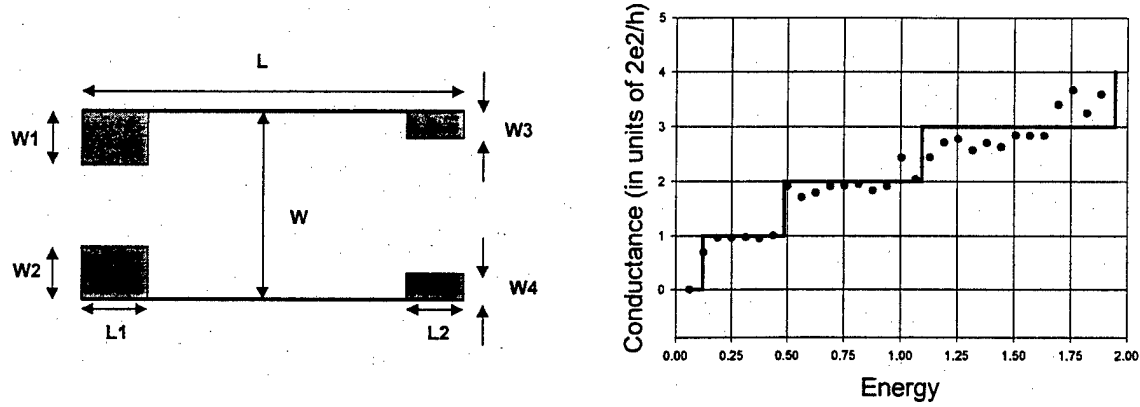 L
W1
W3
W
W2
W4
L1
L2
Conductance (in units of 2e2/h)
5
4
3
2
1
0
0.00 0.25 0.50 0.75 1.00 1.25 1.50 1.75 2.00
Energy